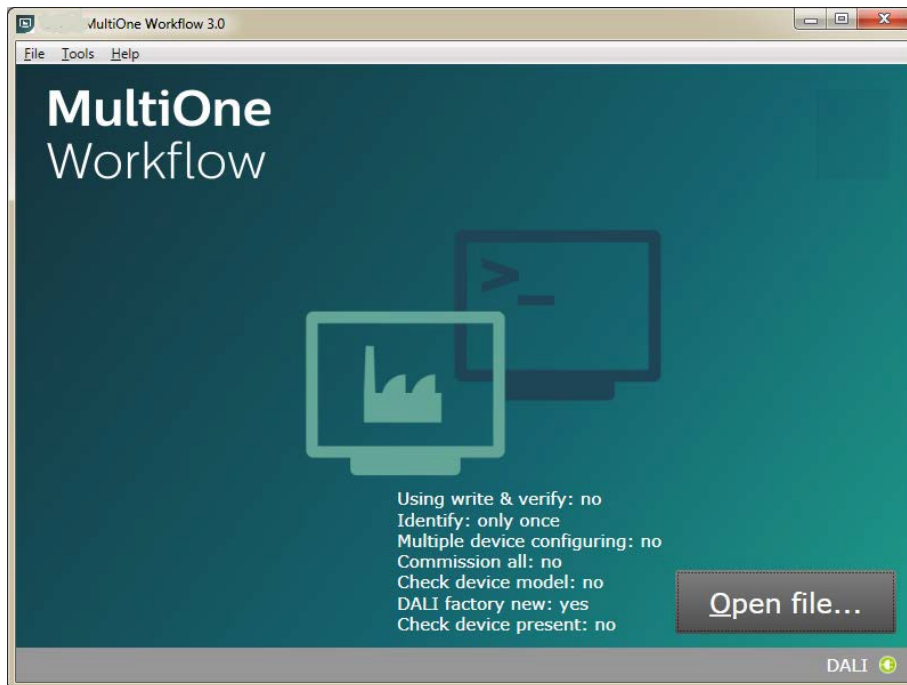 MultiOne Workflow 3.0
File Tools Help
MultiOne
Workflow
>_
Using write & verify: no
Identify: only once
Multiple device configuring: no
Commission all: no
Check device model: no
DALI factory new: yes
Check device present: no
Open file...
DALI